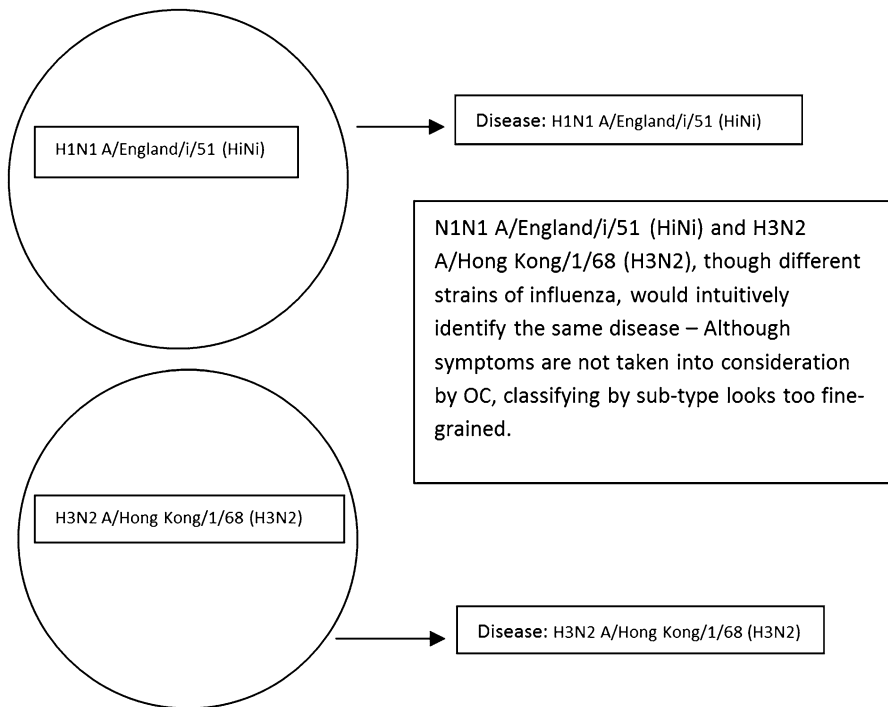 H1N1 A/England/i/51 (HiNi)
Disease: H1N1 A/England/i/51 (HiNi)
N1N1 A/England/i/51 (HiNi) and H3N2
A/Hong Kong/1/68 (H3N2), though different
strains of influenza, would intuitively
identify the same disease – Although
symptoms are not taken into consideration
by OC, classifying by sub-type looks too fine-
grained.
H3N2 A/Hong Kong/1/68 (H3N2)
Disease: H3N2 A/Hong Kong/1/68 (H3N2)